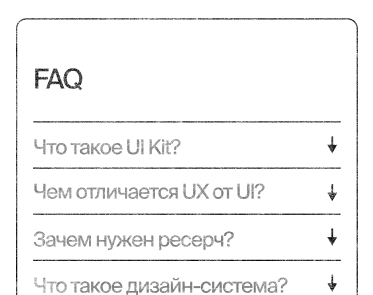 FAQ
Что такое UI Kit?
Чем отличается UX от UI?
Зачем нужен ресерч?
Что такое дизайн-система?